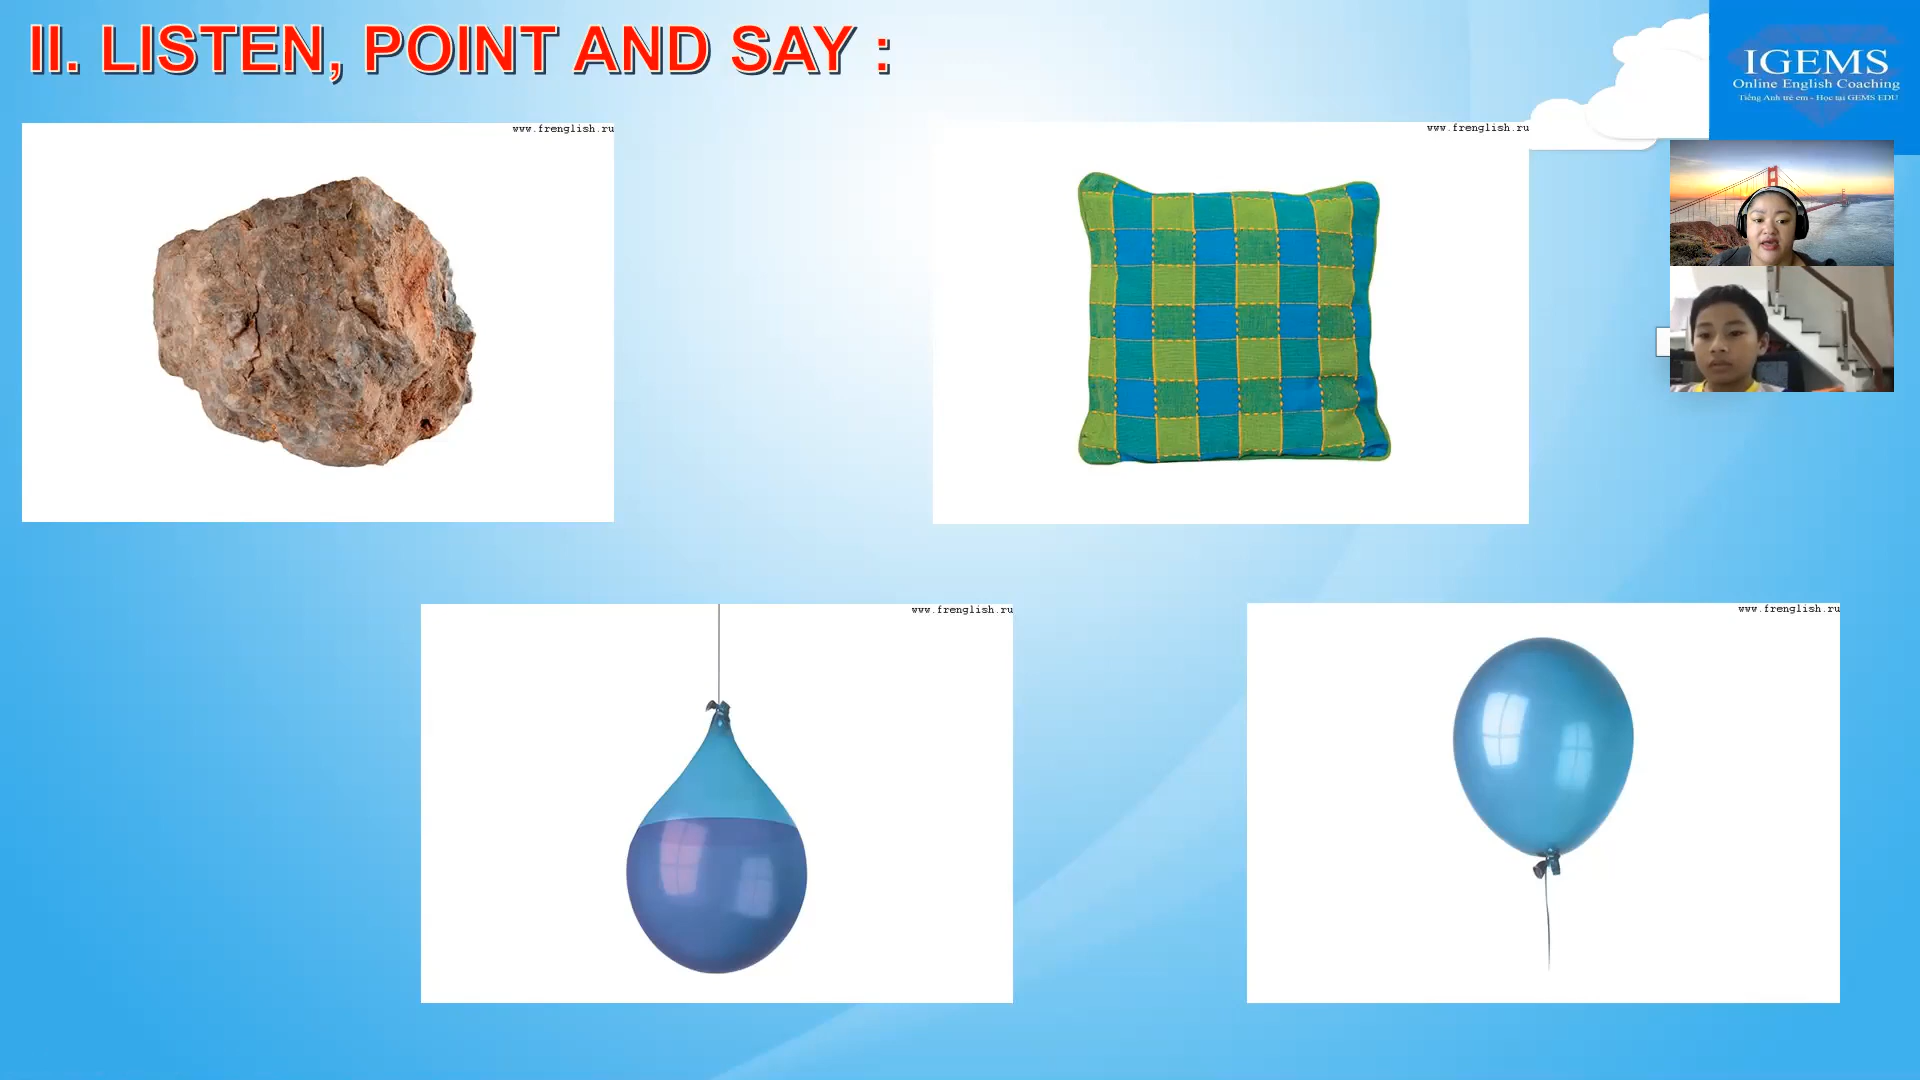 II. LISTEN, POINT AND SAY :
IGEMS
Online English Coaching
Tiếng Anh trẻ em - Học tại GEMS EDU
www.frenglish.ru
www.frenglish.ru
www.frenglish.ru
www.frenglish.ru